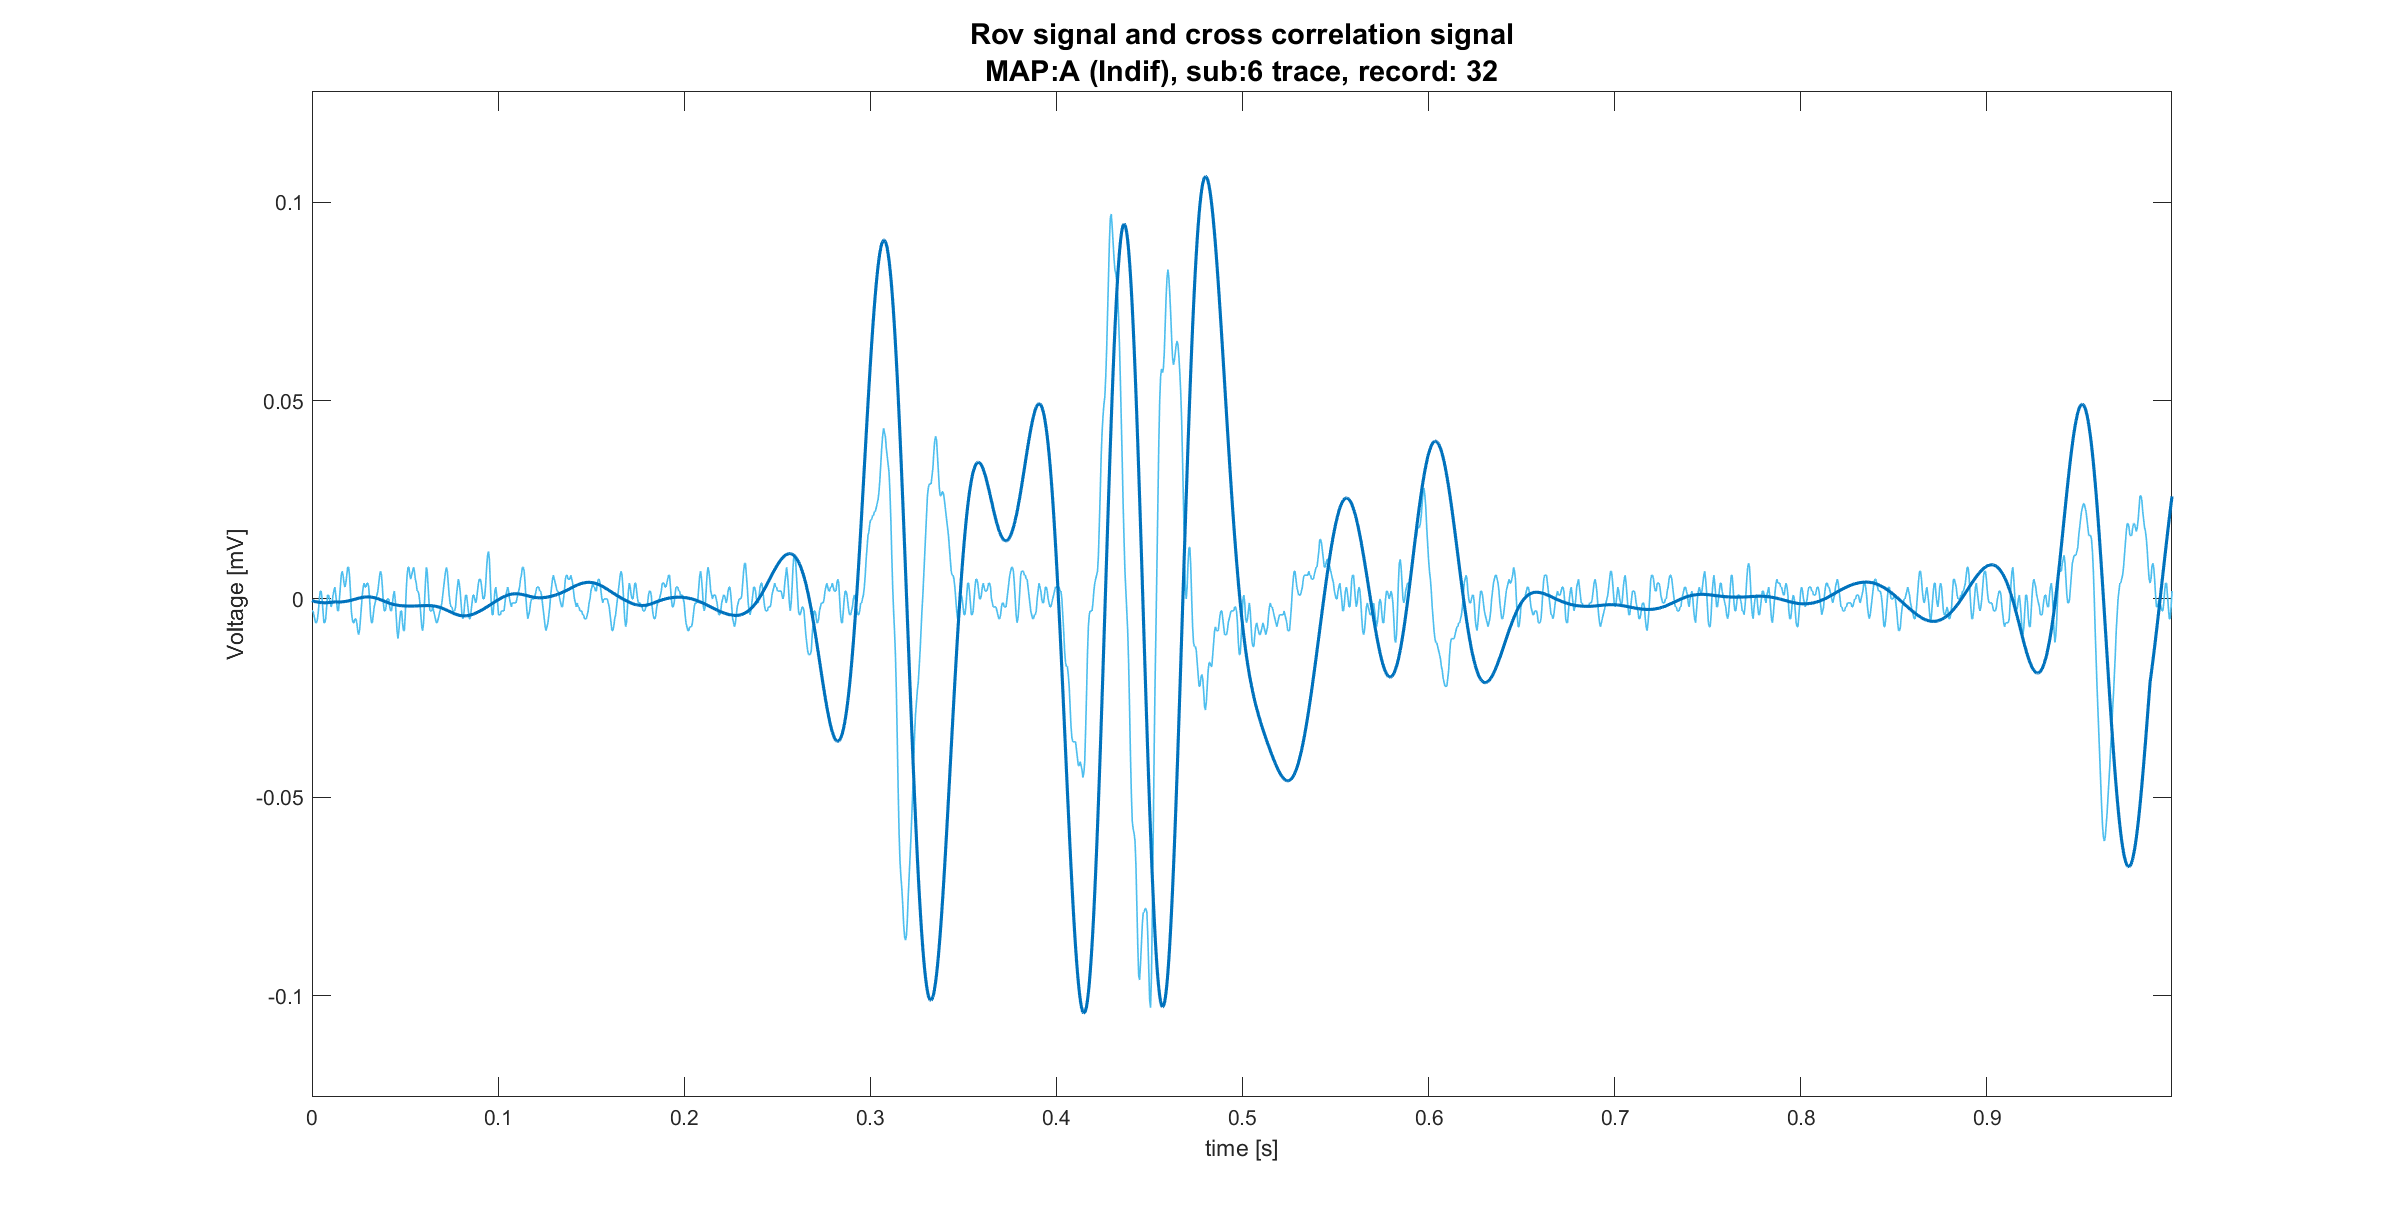 Rov signal and cross correlation signal
MAP:A (Indif), sub:6 trace, record: 32
0.1
0.05
0
-0.05
-0.1
Voltage [mV]
0 0.1 0.2 0.3 0.4 0.5 0.6 0.7 0.8 0.9
time [s]